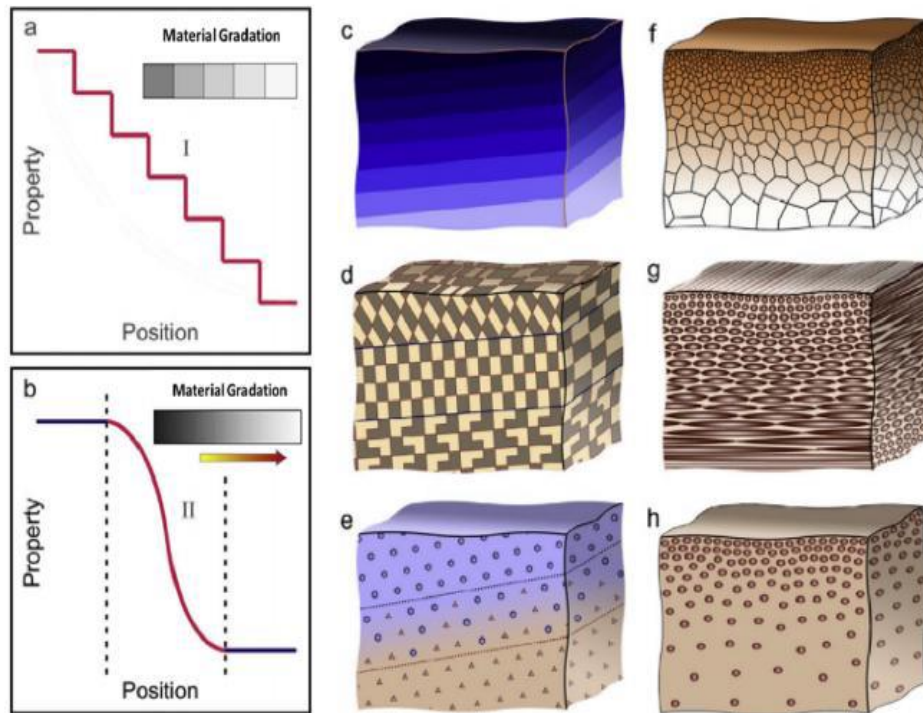 a
Material Gradation
I
Property
Position
b
Material Gradation
II
Property
Position
c
d
e
f
g
h